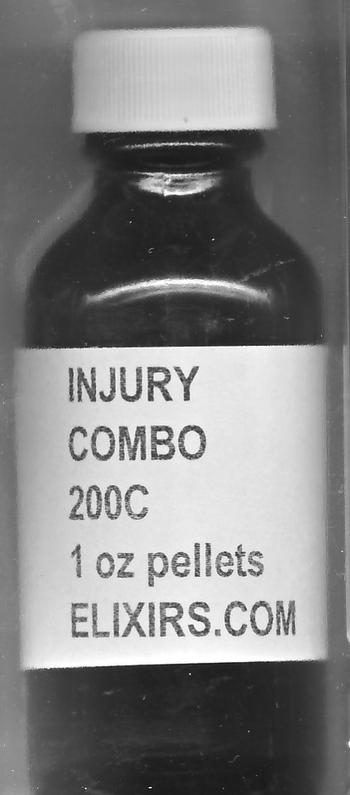 INJURY
COMBO
200C
1 oz pellets
ELIXIRS.COM